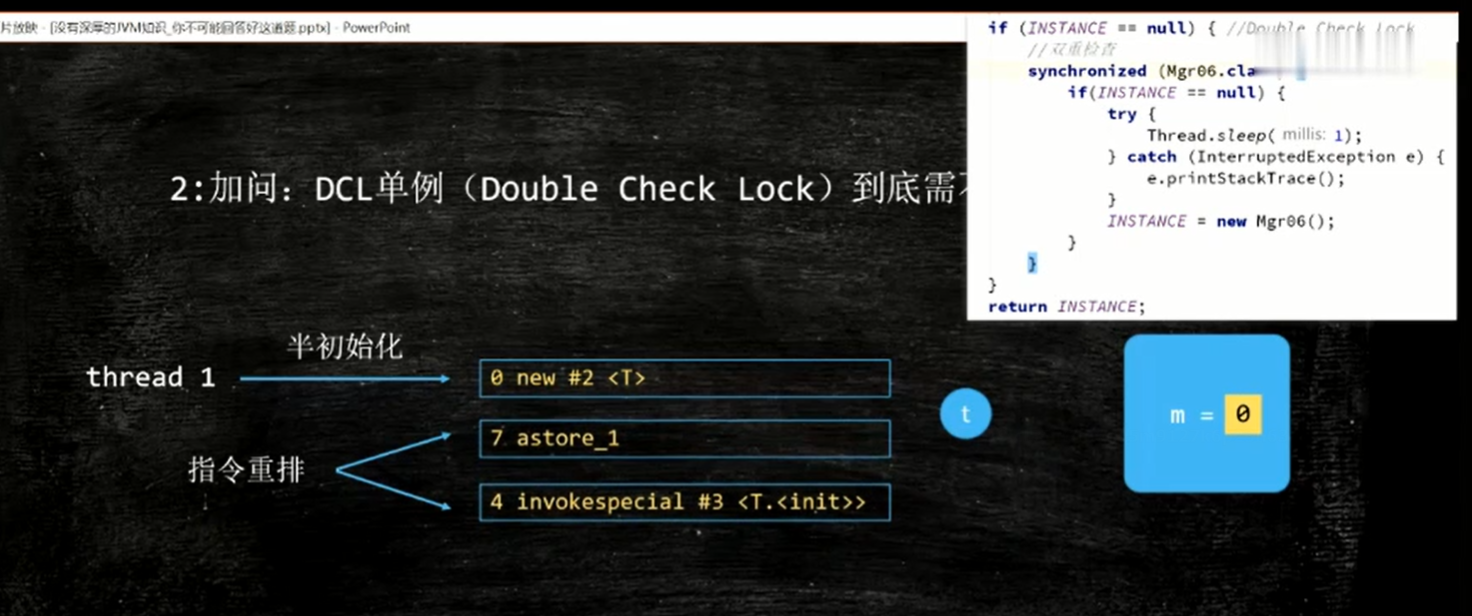 片放映 - [没有深厚的JVM知识_你不可能回答好这道题.pptx] - PowerPoint
2:加问：DCL单例（Double Check Lock）到底需
if (INSTANCE == null) { //Double Check Lock
//双重检查
synchronized (Mgr06.cla
if(INSTANCE == null) {
try {
Thread.sleep( millis: 1);
} catch (InterruptedException e) {
e.printStackTrace();
}
INSTANCE = new Mgr06();
}
}
}
return INSTANCE;
半初始化
thread 1
0 new #2 <T>
7 astore_1
指令重排
4 invokespecial #3 <T.<init>>
t
m = 0